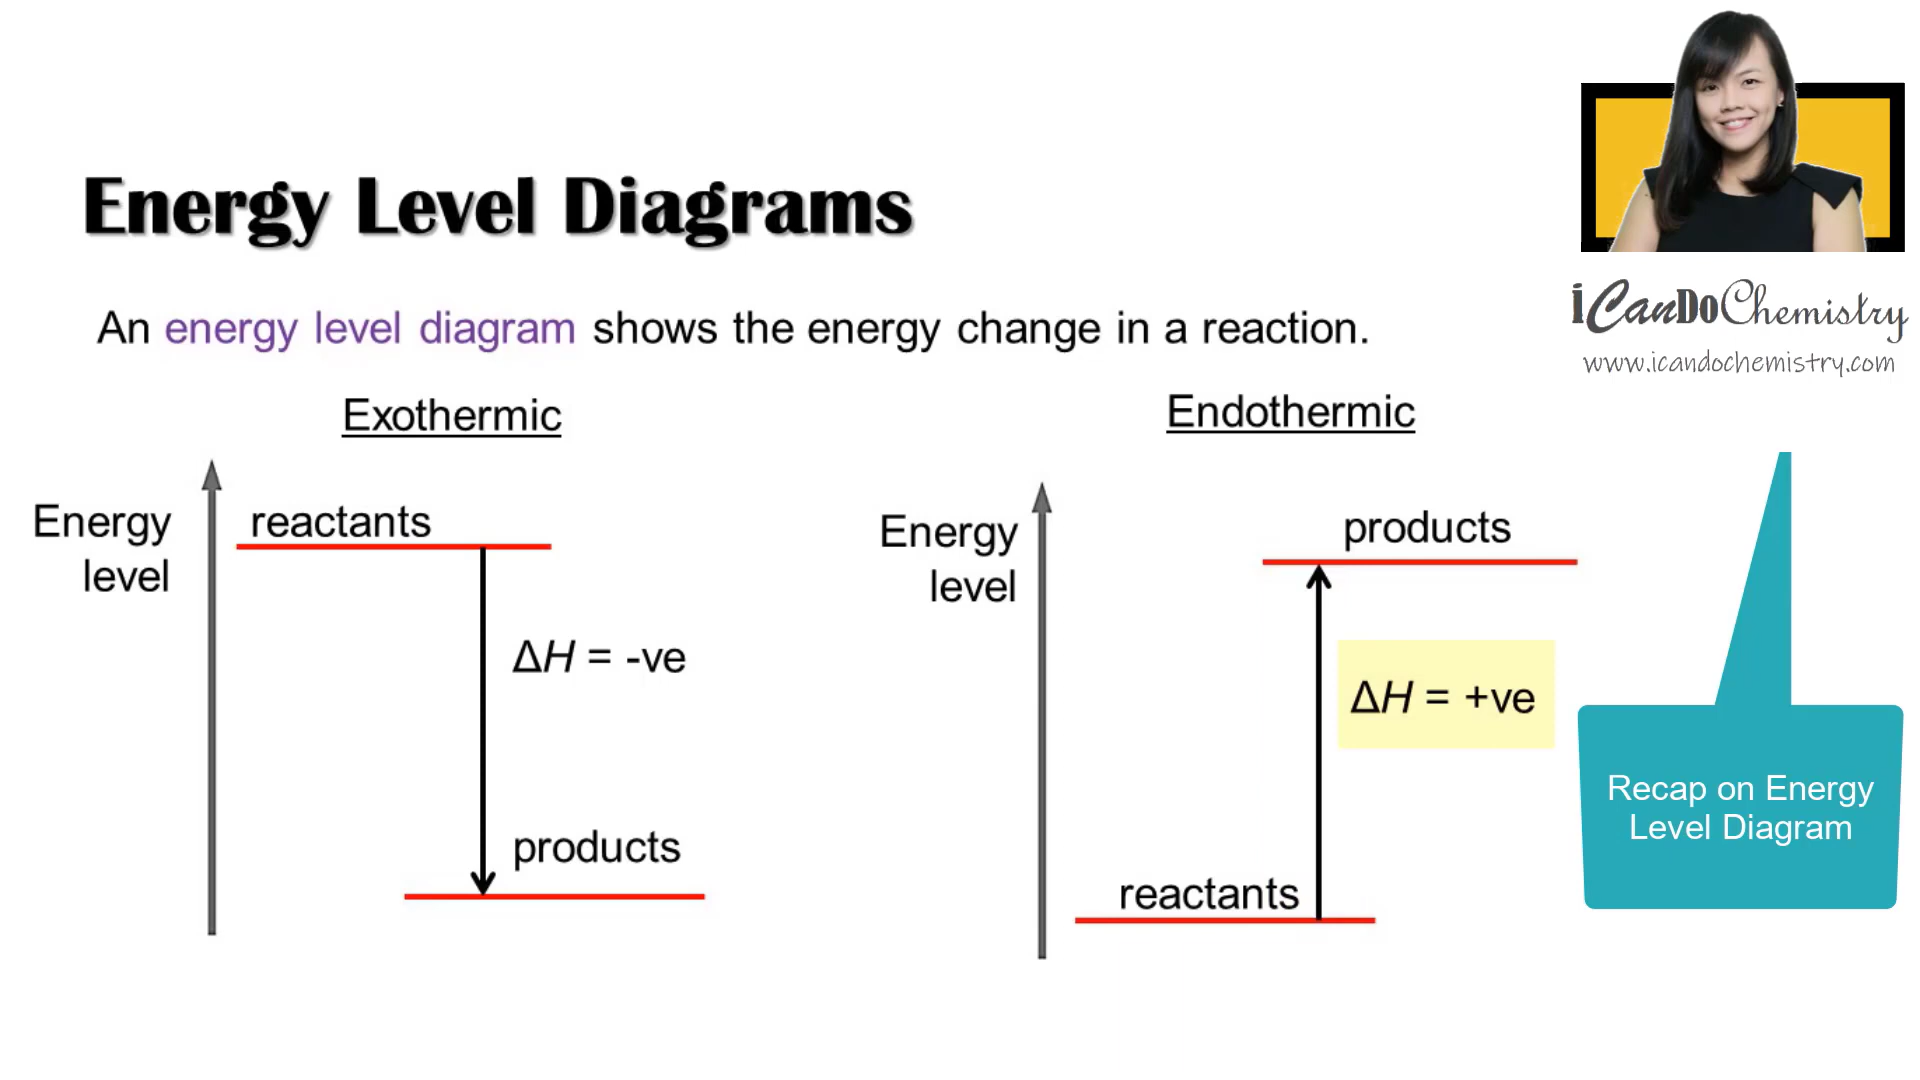 Energy Level Diagrams
iCanDoChemistry
www.icandochemistry.com
An energy level diagram shows the energy change in a reaction.
Exothermic
Energy
level
reactants
ΔH = -ve
products
Endothermic
Energy
level
products
ΔH = +ve
reactants
Recap on Energy
Level Diagram